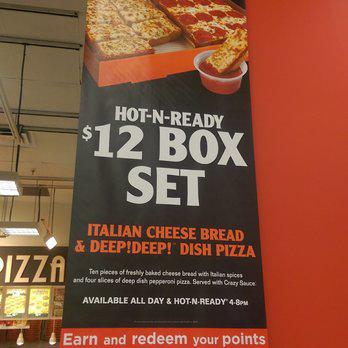 HOT-N-READY
$12 BOX
SET
ITALIAN CHEESE BREAD
& DEEP!DEEP!™ DISH PIZZA
Ten pieces of freshly baked cheese bread with Italian spices
and four slices of deep dish pepperoni pizza. Served with Crazy Sauce.
AVAILABLE ALL DAY & HOT-N-READY® 4-8PM
PIZZA
Earn and redeem your points